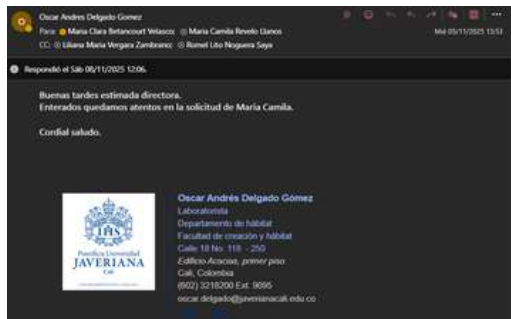 Oscar Andres Delgado Gomez
Para: Maria Clara Betancourt Velasco; Maria Camila Revelo Llanos
Mié 05/11/2025 13:53
CC: Liliana Maria Vergara Zambrano; Romel Lito Noguera Saya
Respondió el Sáb 08/11/2025 12:06.
Buenas tardes estimada directora.
Enterados quedamos atentos en la solicitud de Maria Camila.
Cordial saludo.
IHS
Pontificia Universidad
JAVERIANA
Cali
Oscar Andrés Delgado Gómez
Laboratorista
Departamento de hábitat
Facultad de creación y hábitat
Calle 18 No. 118 - 250
Edificio Acacias, primer piso
Cali, Colombia
(602) 3218200 Ext. 9095
oscar.delgado@javerianacali.edu.co